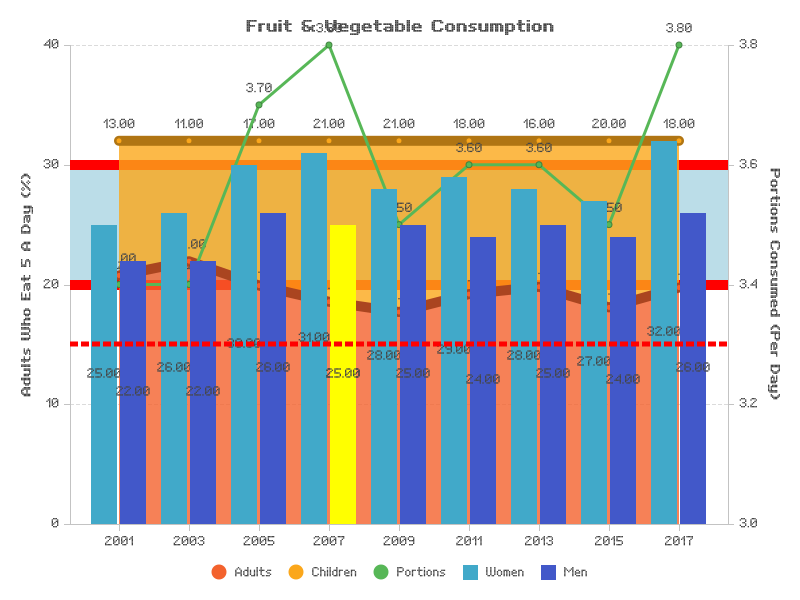 Fruit & Vegetable Consumption
40
30
20
10
0
3.8
3.6
3.4
3.2
3.0
Adults Who Eat 5 A Day (%)
Portions Consumed (Per Day)
13.00 11.00 17.00 21.00 21.00 18.00 16.00 20.00 18.00
3.70 3.60 3.60 3.80
25.00 26.00 30.00 31.00 28.00 29.00 28.00 27.00 32.00
22.00 22.00 26.00 25.00 25.00 24.00 25.00 24.00 26.00
2001 2003 2005 2007 2009 2011 2013 2015 2017
Adults Children Portions Women Men